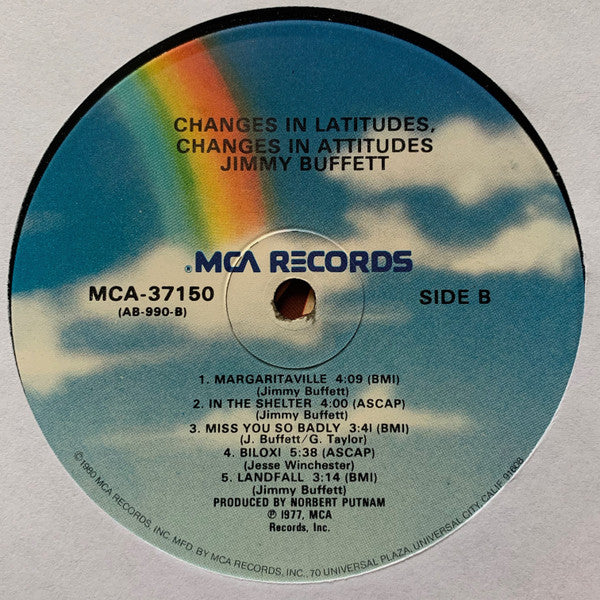 CHANGES IN LATITUDES,
CHANGES IN ATTITUDES
JIMMY BUFFETT
®MCA RECORDS
MCA-37150
(AB-990-B)
SIDE B
1. MARGARITAVILLE 4:09 (BMI)
(Jimmy Buffett)
2. IN THE SHELTER 4:00 (ASCAP)
(Jimmy Buffett)
3. MISS YOU SO BADLY 3:41 (BMI)
(J. Buffett/G. Taylor)
4. BILOXI 5:38 (ASCAP)
(Jesse Winchester)
5. LANDFALL 3:14 (BMI)
(Jimmy Buffett)
PRODUCED BY NORBERT PUTNAM
℗ 1977, MCA
Records, Inc.
©1980 MCA RECORDS, INC. MFD. BY MCA RECORDS, INC., 70 UNIVERSAL PLAZA, UNIVERSAL CITY, CALIF. 91608